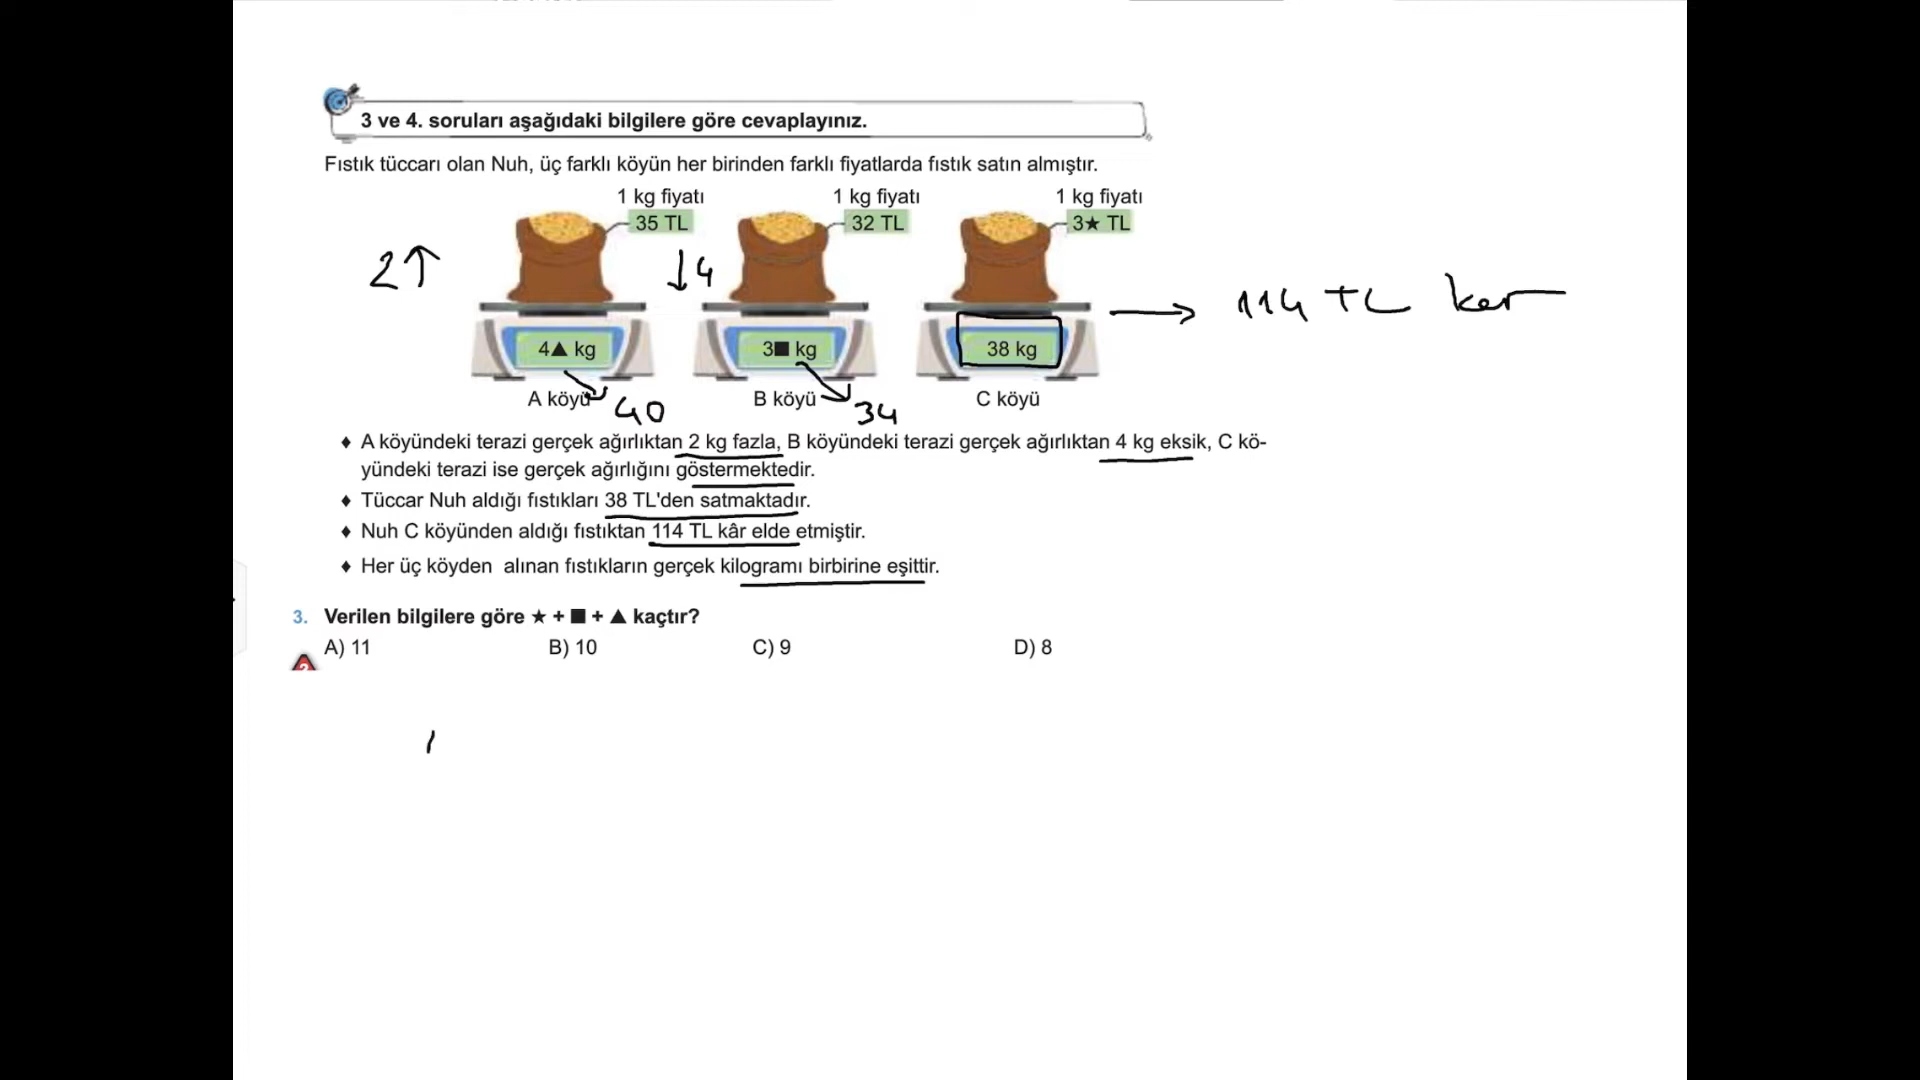 3 ve 4. soruları aşağıdaki bilgilere göre cevaplayınız.
Fıstık tüccarı olan Nuh, üç farklı köyün her birinden farklı fiyatlarda fıstık satın almıştır.
1 kg fiyatı 1 kg fiyatı 1 kg fiyatı
35 TL 32 TL 3★ TL
2↑ ↓4 → 114 TL kar
4▲ kg 3■ kg 38 kg
A köyü B köyü C köyü
40 34
♦ A köyündeki terazi gerçek ağırlıktan 2 kg fazla, B köyündeki terazi gerçek ağırlıktan 4 kg eksik, C kö-
yündeki terazi ise gerçek ağırlığını göstermektedir.
♦ Tüccar Nuh aldığı fıstıkları 38 TL'den satmaktadır.
♦ Nuh C köyünden aldığı fıstıktan 114 TL kâr elde etmiştir.
♦ Her üç köyden alınan fıstıkların gerçek kilogramı birbirine eşittir.
3. Verilen bilgilere göre ★ + ■ + ▲ kaçtır?
A) 11 B) 10 C) 9 D) 8